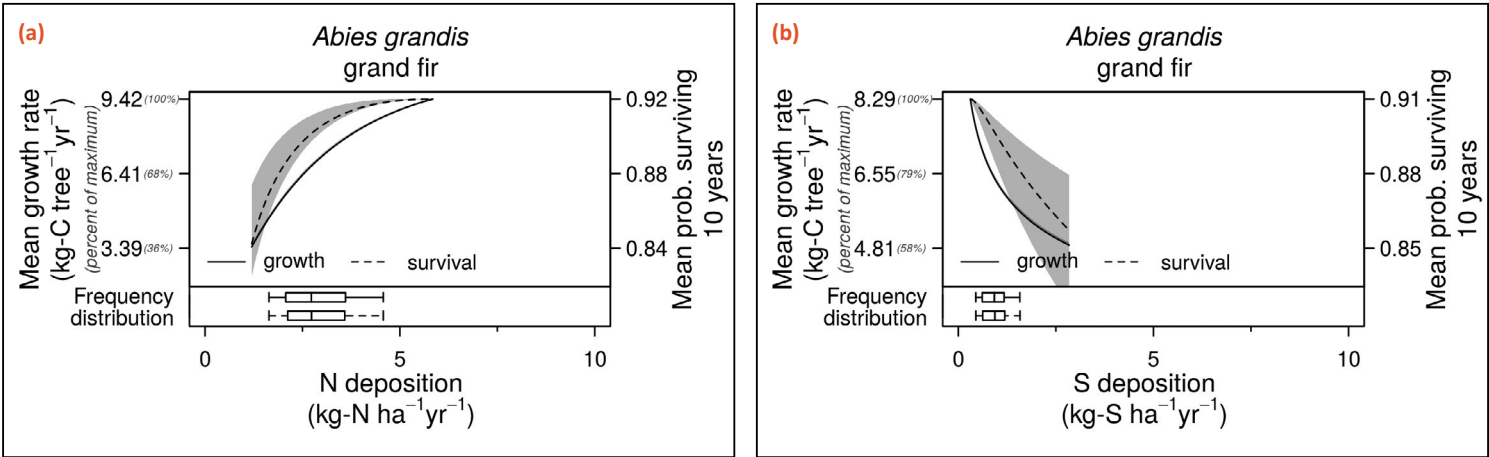 (a)
Abies grandis
grand fir
Mean growth rate
(kg-C tree⁻¹yr⁻¹)
(percent of maximum)
9.42 (100%)
6.41 (68%)
3.39 (36%)
0.92
0.88
0.84
Mean prob. surviving
10 years
growth survival
Frequency
distribution
0 5 10
N deposition
(kg-N ha⁻¹yr⁻¹)
(b)
Abies grandis
grand fir
Mean growth rate
(kg-C tree⁻¹yr⁻¹)
(percent of maximum)
8.29 (100%)
6.55 (79%)
4.81 (58%)
0.91
0.88
0.85
Mean prob. surviving
10 years
growth survival
Frequency
distribution
0 5 10
S deposition
(kg-S ha⁻¹yr⁻¹)